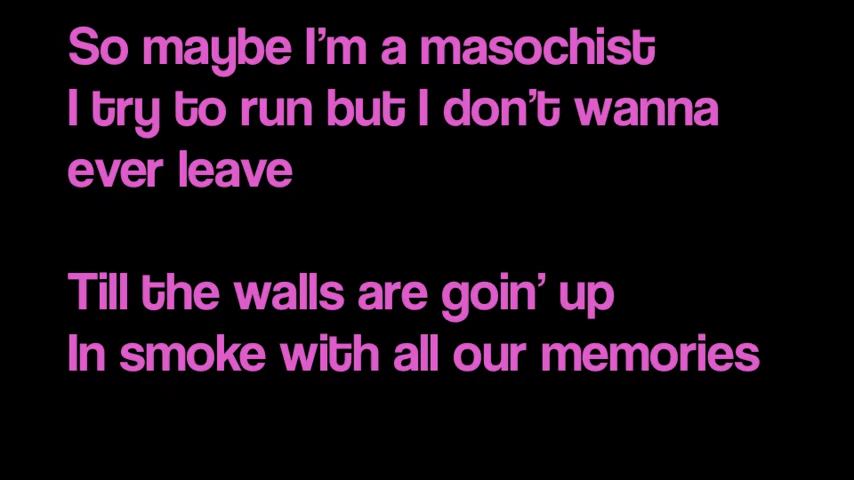 So maybe I'm a masochist
I try to run but I don't wanna
ever leave
Till the walls are goin' up
In smoke with all our memories